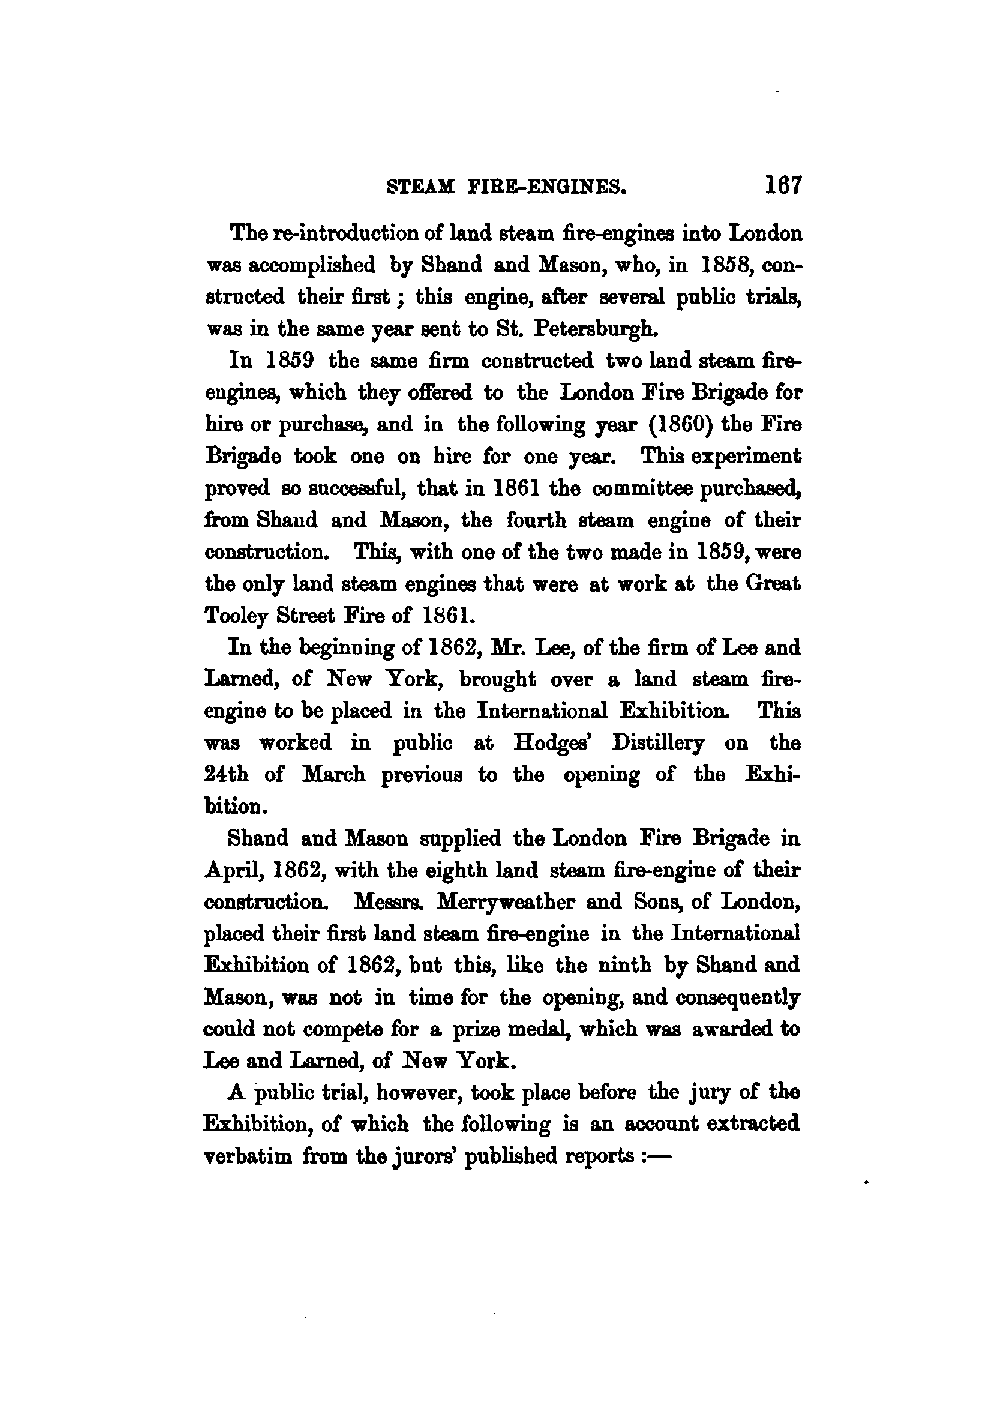 STEAM FIRE-ENGINES. 167
The re-introduction of land steam fire-engines into London
was accomplished by Shand and Mason, who, in 1858, con-
structed their first ; this engine, after several public trials,
was in the same year sent to St. Petersburgh.
In 1859 the same firm constructed two land steam fire-
engines, which they offered to the London Fire Brigade for
hire or purchase, and in the following year (1860) the Fire
Brigade took one on hire for one year. This experiment
proved so successful, that in 1861 the committee purchased,
from Shand and Mason, the fourth steam engine of their
construction. This, with one of the two made in 1859, were
the only land steam engines that were at work at the Great
Tooley Street Fire of 1861.
In the beginning of 1862, Mr. Lee, of the firm of Lee and
Larned, of New York, brought over a land steam fire-
engine to be placed in the International Exhibition. This
was worked in public at Hodges' Distillery on the
24th of March previous to the opening of the Exhi-
bition.
Shand and Mason supplied the London Fire Brigade in
April, 1862, with the eighth land steam fire-engine of their
construction. Messrs. Merryweather and Sons, of London,
placed their first land steam fire-engine in the International
Exhibition of 1862, but this, like the ninth by Shand and
Mason, was not in time for the opening, and consequently
could not compete for a prize medal, which was awarded to
Lee and Larned, of New York.
A public trial, however, took place before the jury of the
Exhibition, of which the following is an account extracted
verbatim from the jurors' published reports :—